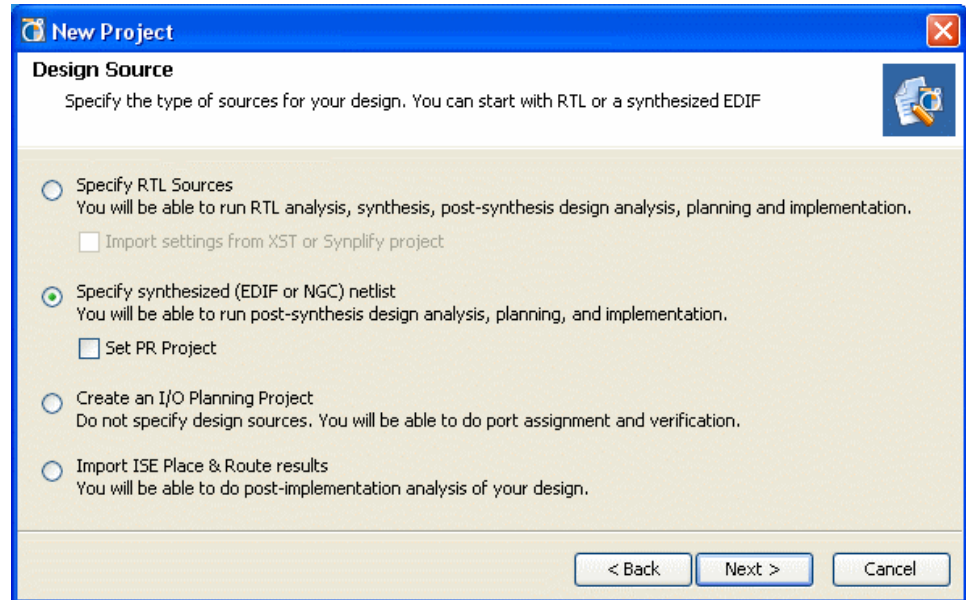 New Project
Design Source
Specify the type of sources for your design. You can start with RTL or a synthesized EDIF
Specify RTL Sources
You will be able to run RTL analysis, synthesis, post-synthesis design analysis, planning and implementation.
Import settings from XST or Synplify project
Specify synthesized (EDIF or NGC) netlist
You will be able to run post-synthesis design analysis, planning, and implementation.
Set PR Project
Create an I/O Planning Project
Do not specify design sources. You will be able to do port assignment and verification.
Import ISE Place & Route results
You will be able to do post-implementation analysis of your design.
< Back Next > Cancel